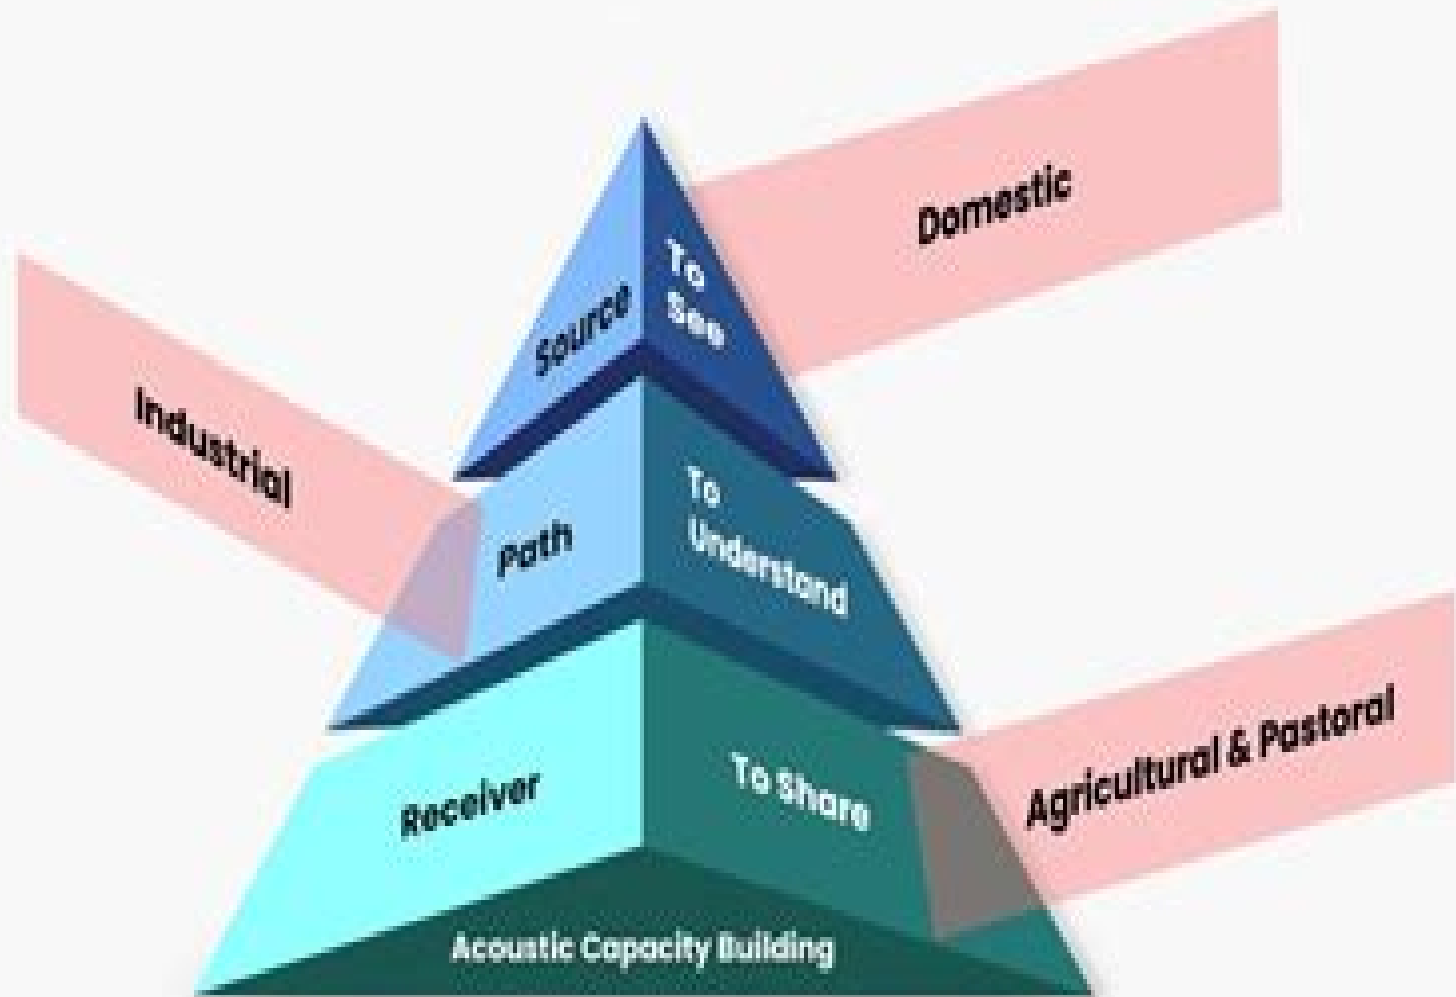 Domestic
To
See
Source
Industrial
Path
To
Understand
Agricultural & Pastoral
Receiver
To Share
Acoustic Capacity Building